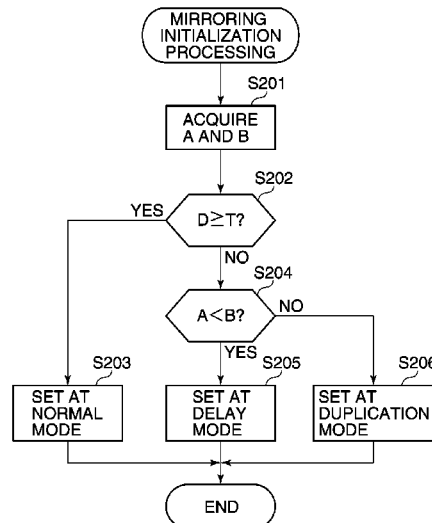 MIRRORING
INITIALIZATION
PROCESSING
S201
ACQUIRE
A AND B
S202
YES
D≧T?
NO
S204
A<B?
NO
YES
S203
SET AT
NORMAL
MODE
S205
SET AT
DELAY
MODE
S206
SET AT
DUPLICATION
MODE
END